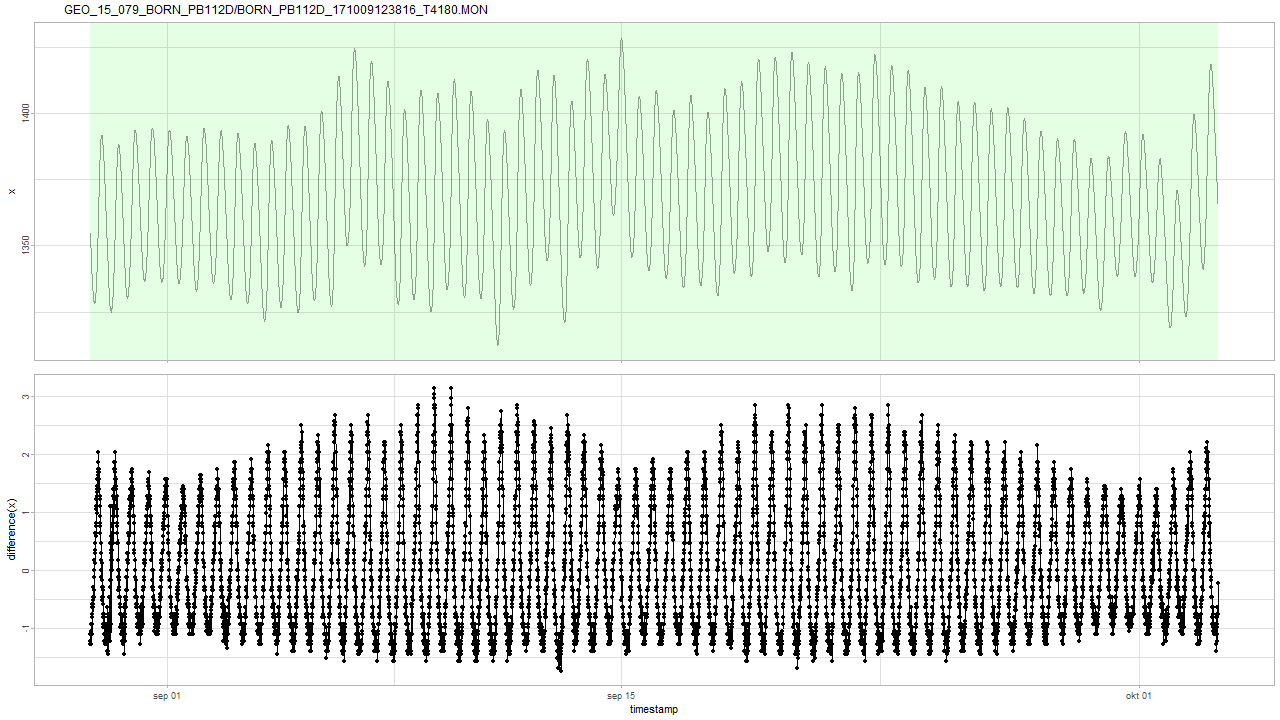 GEO_15_079_BORN_PB112D/BORN_PB112D_171009123816_T4180.MON
1400
x
1350
3
2
1
difference(x)
0
-1
sep 01
sep 15
okt 01
timestamp